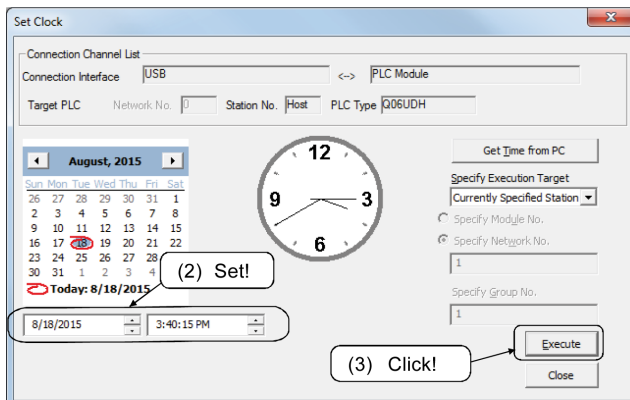 Set Clock
Connection Channel List
Connection Interface USB <--> PLC Module
Target PLC Network No. 0 Station No. Host PLC Type Q06UDH
August, 2015
Sun Mon Tue Wed Thu Fri Sat
26 27 28 29 30 31 1
2 3 4 5 6 7 8
9 10 11 12 13 14 15
16 17 18 19 20 21 22
23 24 25 26 27 28
30 31 1 2 3 4
Today: 8/18/2015
8/18/2015 3:40:15 PM
(2) Set!
12
9 3
6
Get Time from PC
Specify Execution Target
Currently Specified Station
Specify Module No.
Specify Network No.
1
Specify Group No.
1
Execute
(3) Click!
Close